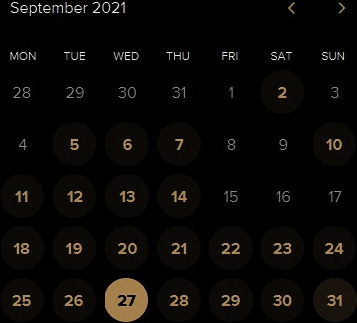 September 2021 < >
MON TUE WED THU FRI SAT SUN
28 29 30 31 1 2 3
4 5 6 7 8 9 10
11 12 13 14 15 16 17
18 19 20 21 22 23 24
25 26 27 28 29 30 31